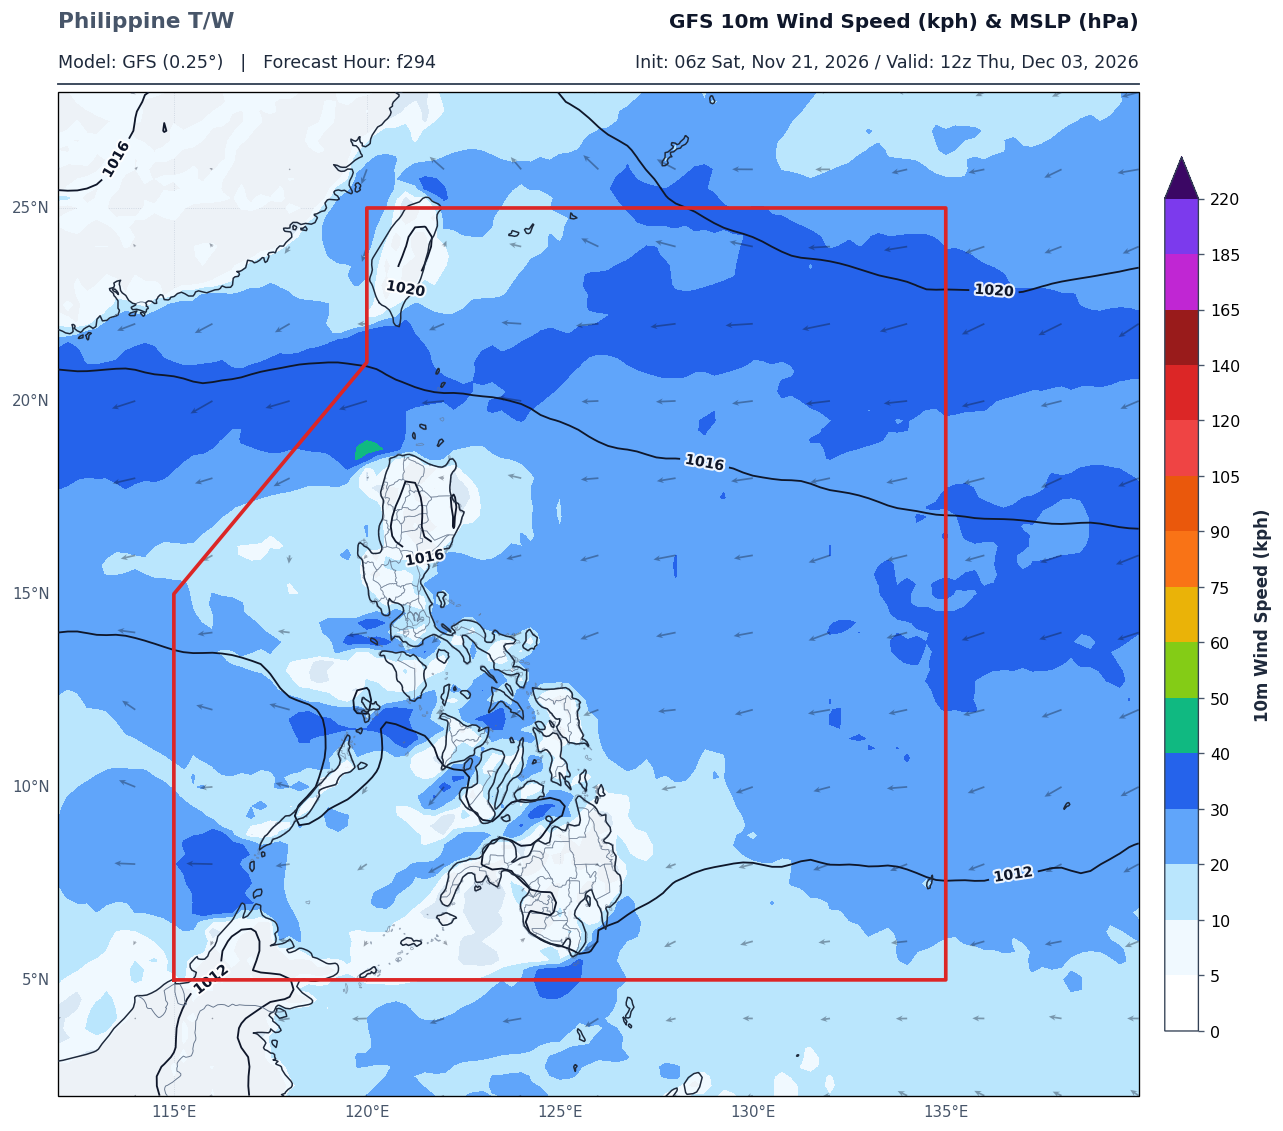 Philippine T/W
GFS 10m Wind Speed (kph) & MSLP (hPa)
Model: GFS (0.25°) | Forecast Hour: f294
Init: 06z Sat, Nov 21, 2026 / Valid: 12z Thu, Dec 03, 2026
1016
25°N
1020
1020
20°N
1016
1016
15°N
10°N
1012
5°N
1012
115°E
120°E
125°E
130°E
135°E
220
185
165
140
120
105
90
75
60
50
40
30
20
10
5
0
10m Wind Speed (kph)